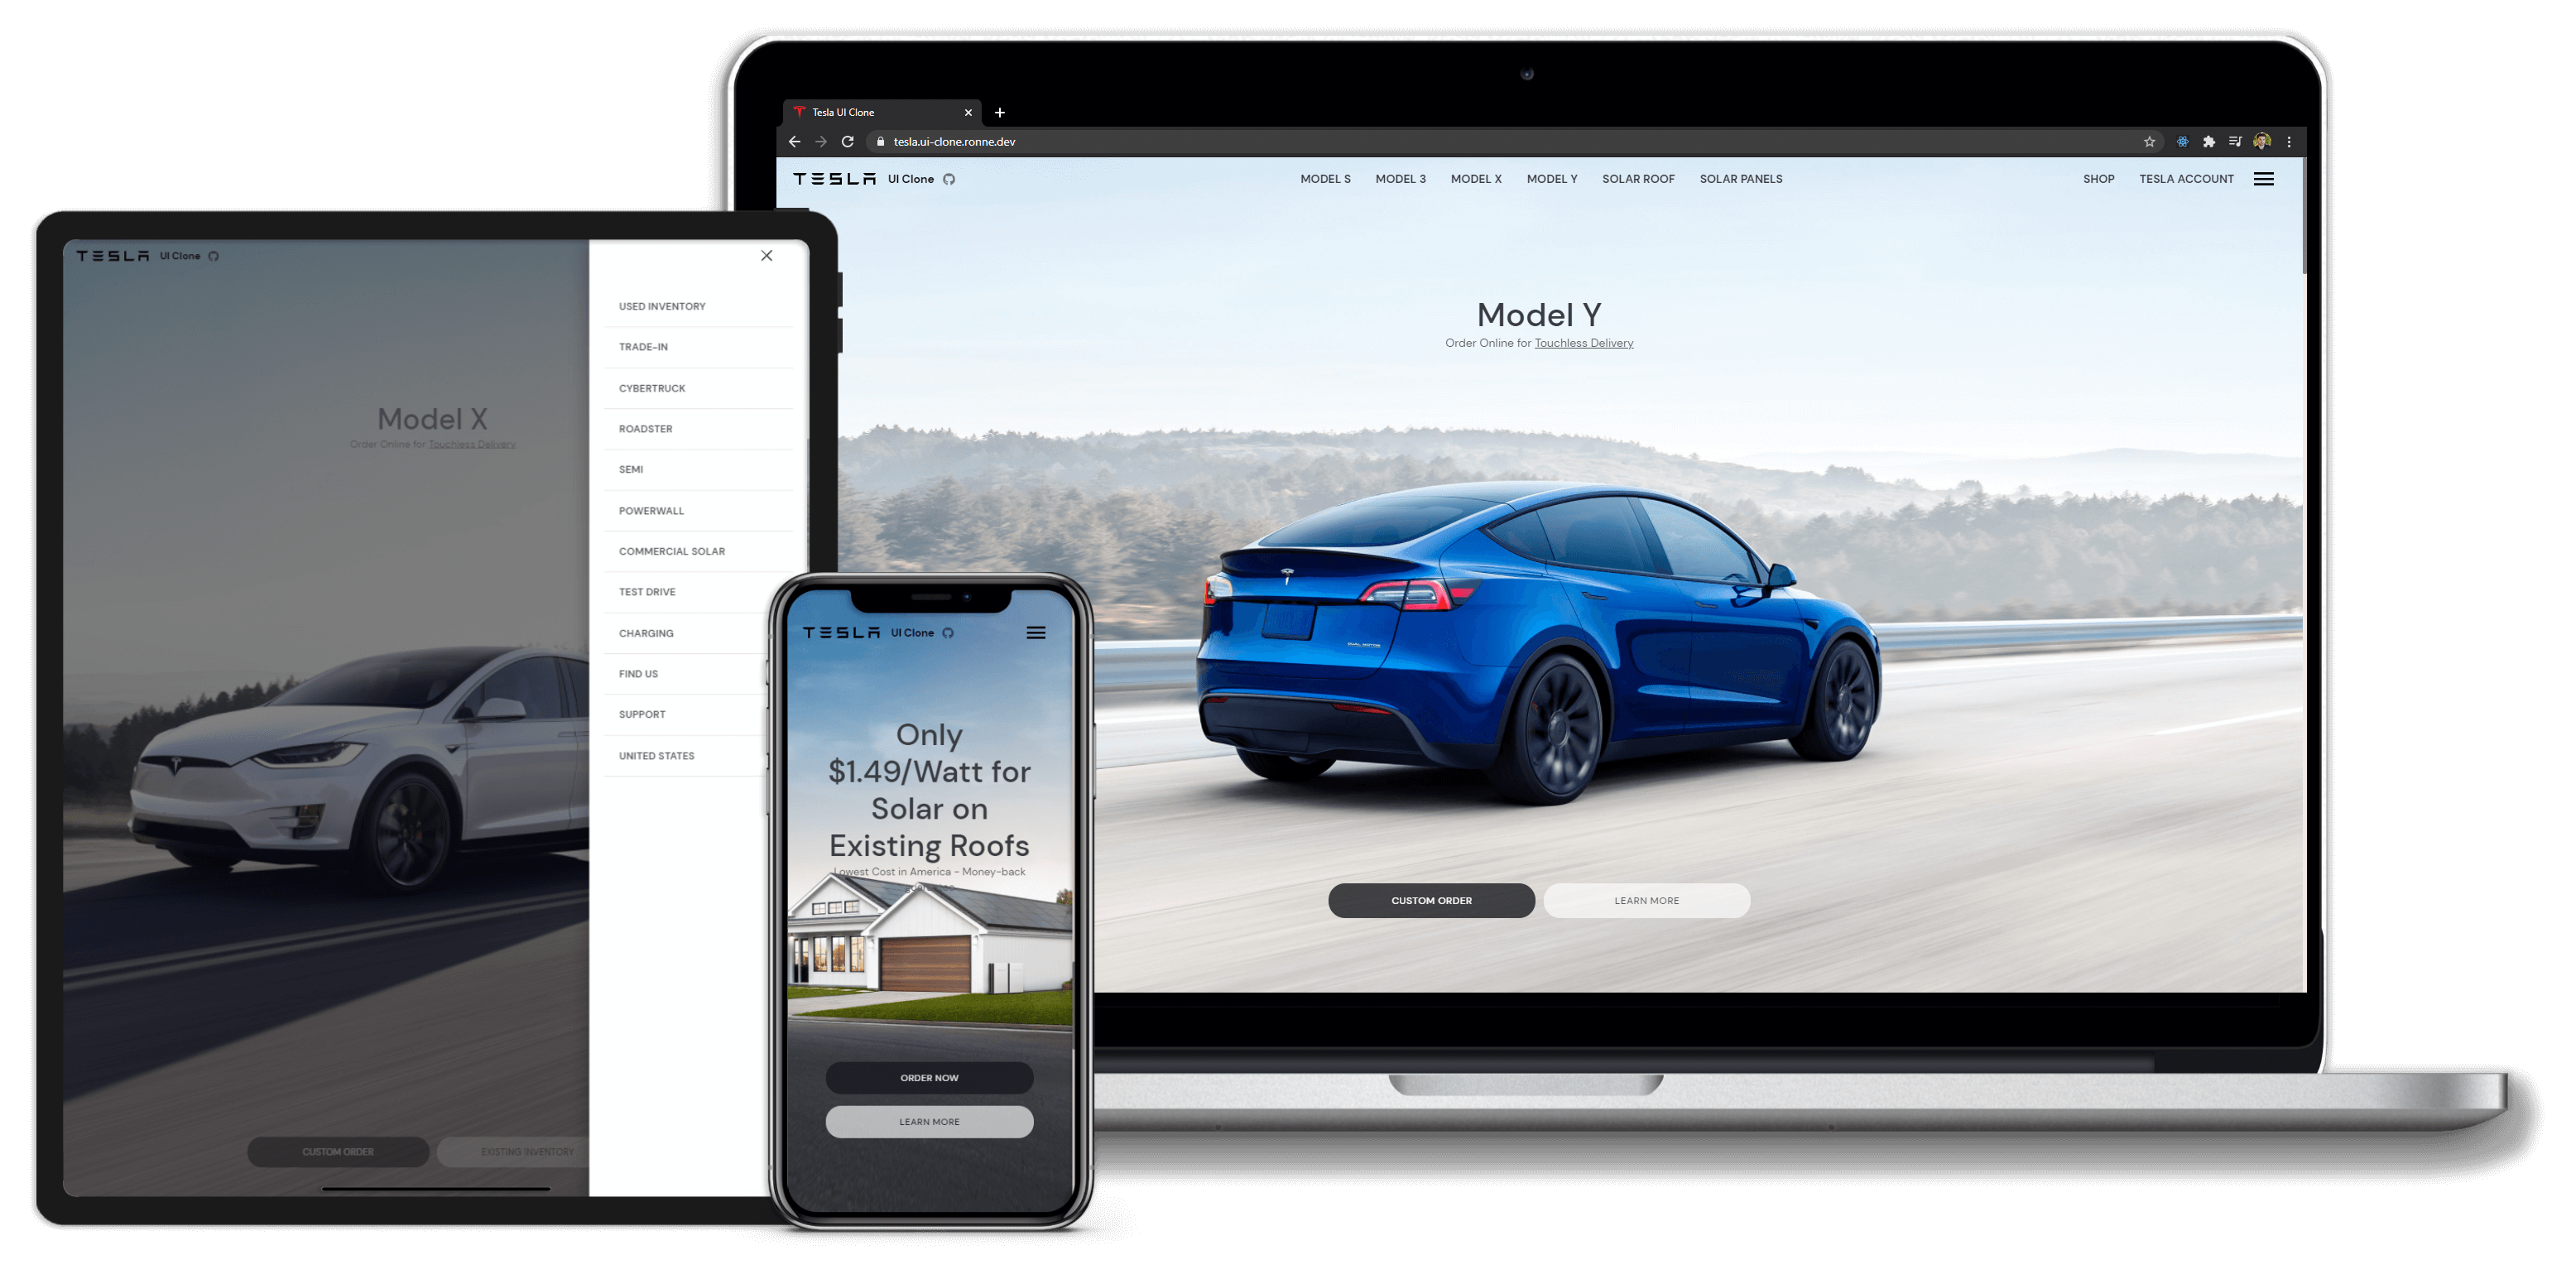 Tesla UI Clone
tesla.ui-clone.ronne.dev
TESLA UI Clone
MODEL S MODEL 3 MODEL X MODEL Y SOLAR ROOF SOLAR PANELS
SHOP TESLA ACCOUNT
Model Y
Order Online for Touchless Delivery
DUAL MOTOR
CUSTOM ORDER LEARN MORE
TESLA UI Clone
Model X
Order Online for Touchless Delivery
CUSTOM ORDER EXISTING INVENTORY
USED INVENTORY
TRADE-IN
CYBERTRUCK
ROADSTER
SEMI
POWERWALL
COMMERCIAL SOLAR
TEST DRIVE
CHARGING
FIND US
SUPPORT
UNITED STATES
TESLA UI Clone
Only
$1.49/Watt for
Solar on
Existing Roofs
Lowest Cost in America - Money-back
ORDER NOW
LEARN MORE